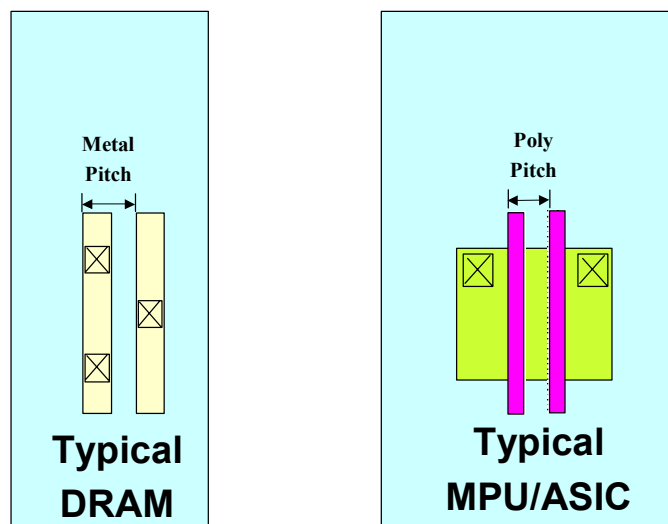 Metal
Pitch
Typical
DRAM
Poly
Pitch
Typical
MPU/ASIC